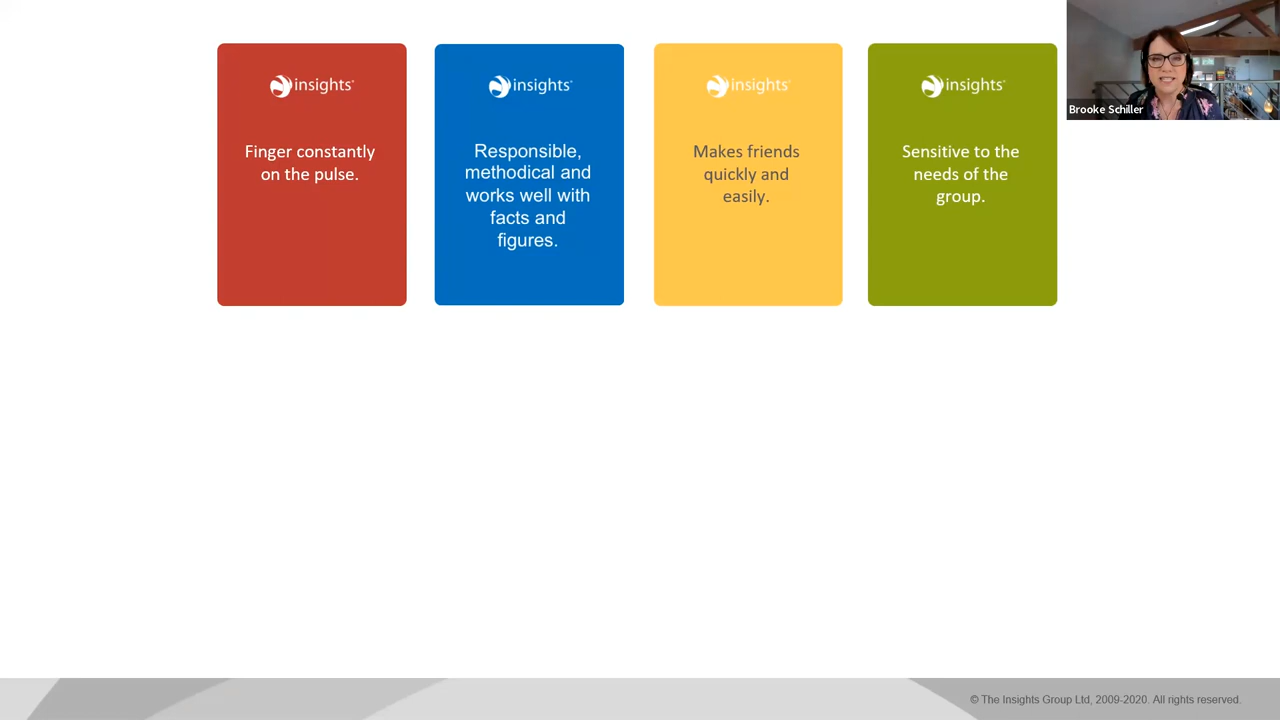 insights
Finger constantly
on the pulse.
insights
Responsible,
methodical and
works well with
facts and
figures.
insights
Makes friends
quickly and
easily.
insights
Sensitive to the
needs of the
group.
Brooke Schiller
© The Insights Group Ltd, 2009-2020. All rights reserved.